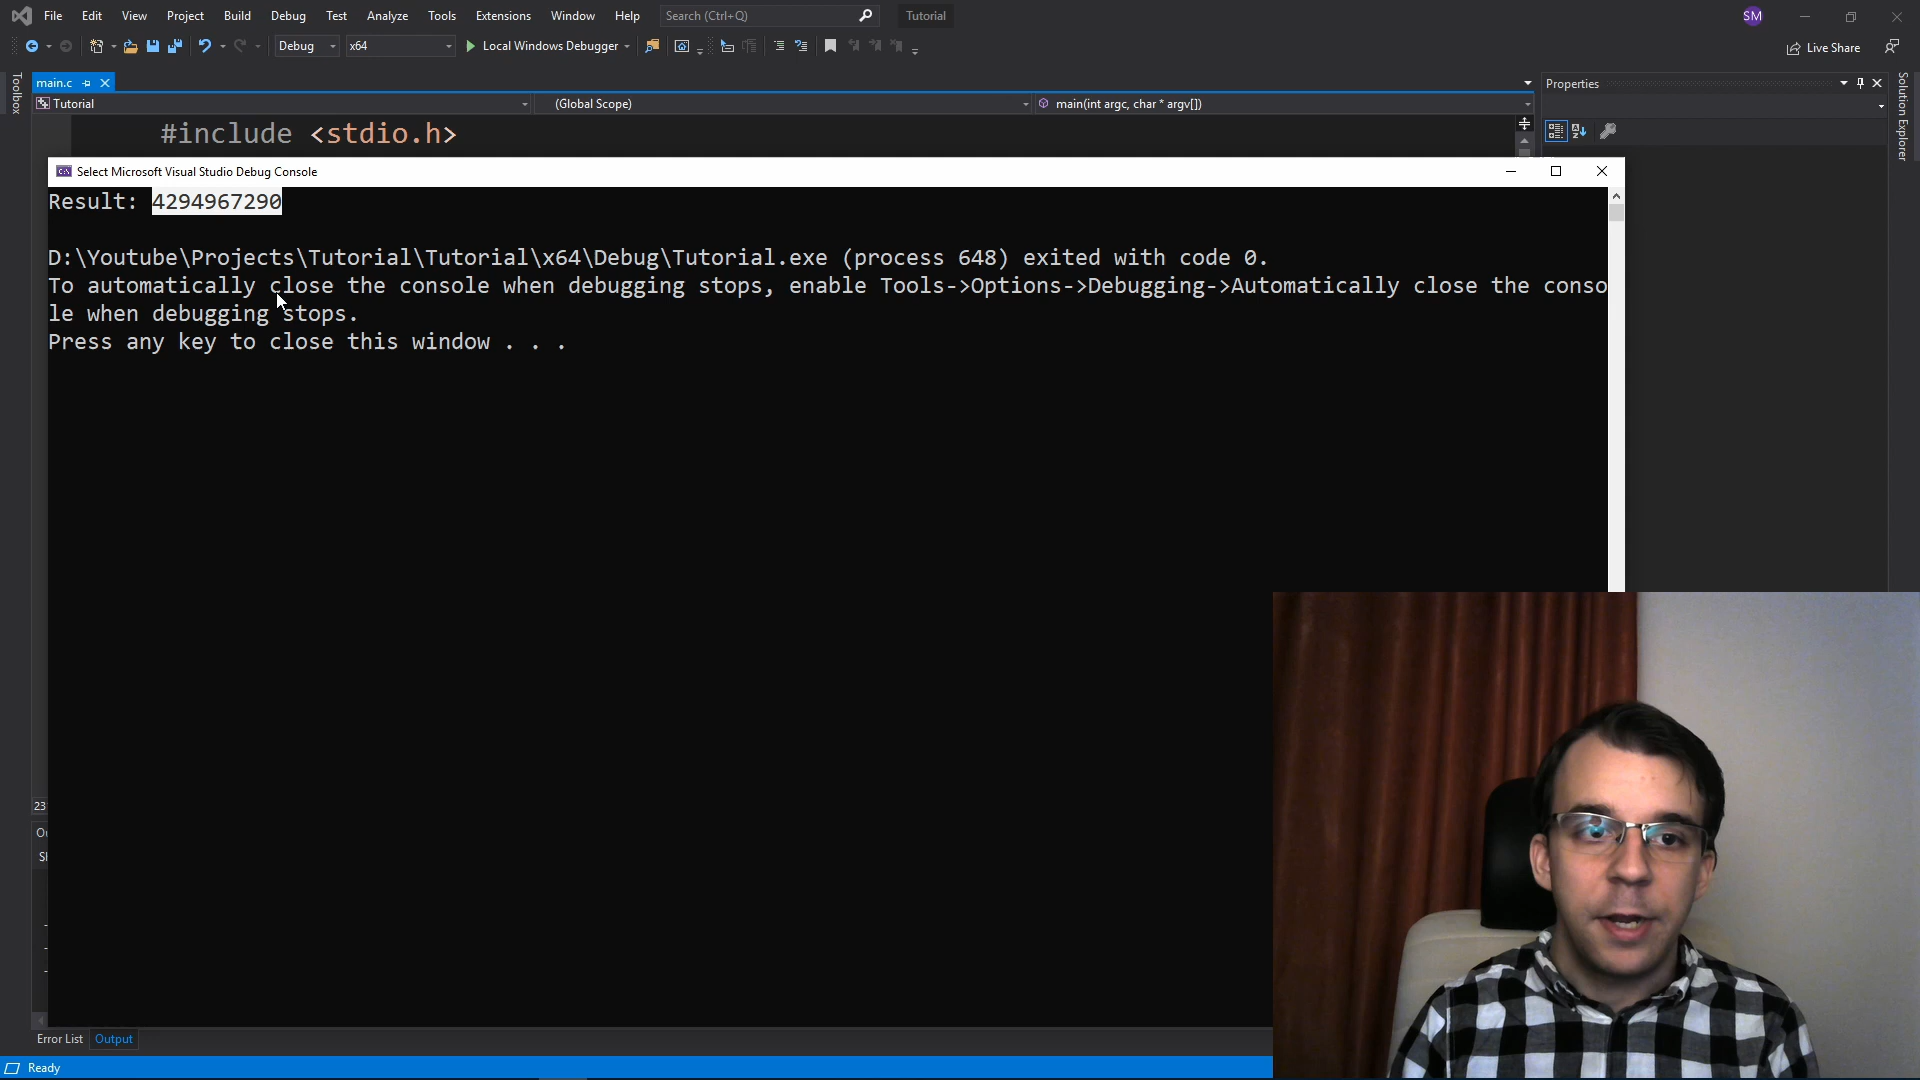 File Edit View Project Build Debug Test Analyze Tools Extensions Window Help Search (Ctrl+Q) Tutorial SM
Debug x64 Local Windows Debugger Live Share
Toolbox
main.c
Properties
Solution Explorer
Tutorial (Global Scope) main(int argc, char * argv[])
#include <stdio.h>
Select Microsoft Visual Studio Debug Console
Result: 4294967290
D:\Youtube\Projects\Tutorial\Tutorial\x64\Debug\Tutorial.exe (process 648) exited with code 0.
To automatically close the console when debugging stops, enable Tools->Options->Debugging->Automatically close the conso
le when debugging stops.
Press any key to close this window . . .
23
Error List Output
Ready